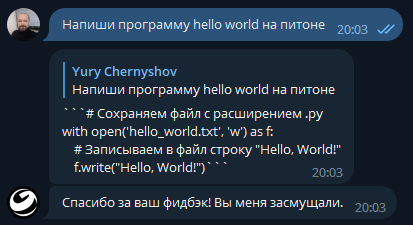 Напиши программу hello world на питоне
20:03
Yury Chernyshov
Напиши программу hello world на питоне
```# Сохраняем файл с расширением .py
with open('hello_world.txt', 'w') as f:
    # Записываем в файл строку "Hello, World!"
    f.write("Hello, World!")```
20:03
Спасибо за ваш фидбэк! Вы меня засмущали.
20:03